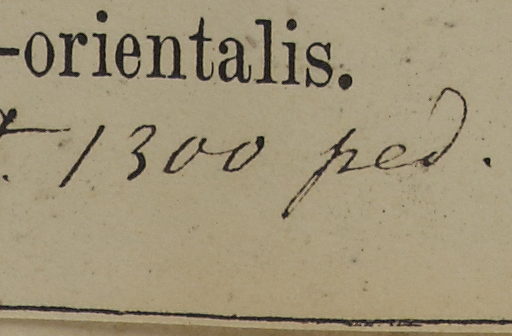 -orientalis.
t. 1300 ped.